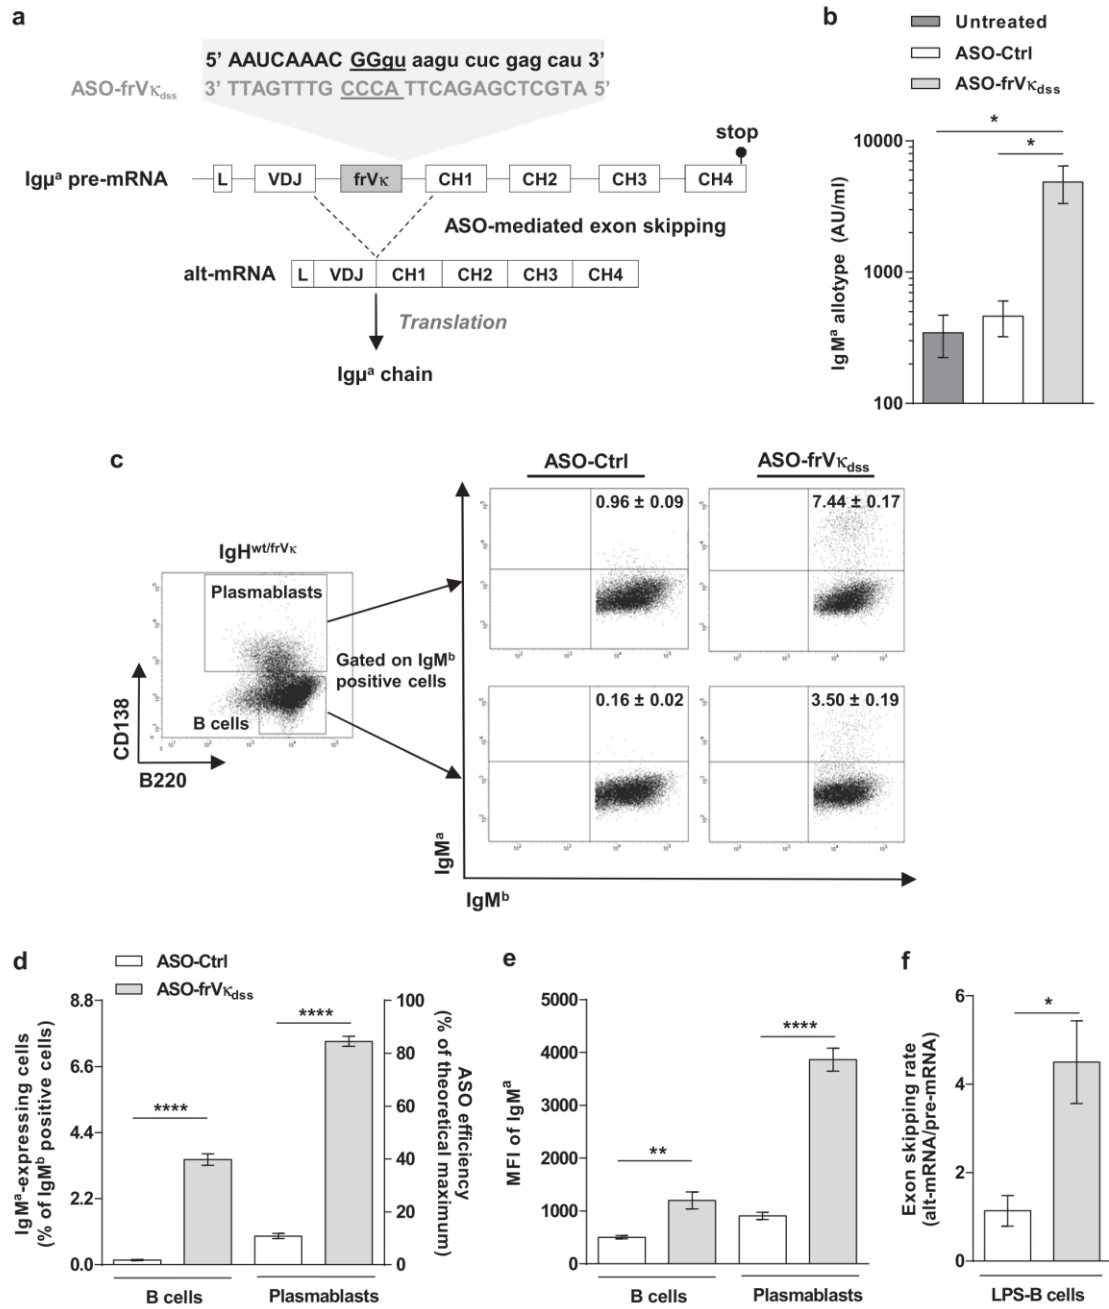 a
5’ AAUCAAAC GGgu aagu cuc gag cau 3’
ASO-frVκdss 3’ TTAGTTTG CCCA TTCAGAGCTCGTA 5’
stop
Igμᵃ pre-mRNA L VDJ frVκ CH1 CH2 CH3 CH4
ASO-mediated exon skipping
alt-mRNA L VDJ CH1 CH2 CH3 CH4
Translation
Igμᵃ chain
b
Untreated
ASO-Ctrl
ASO-frVκdss
*
*
IgMᵃ allotype (AU/ml)
10000
1000
100
c
ASO-Ctrl ASO-frVκdss
IgHwt/frVκ
Plasmablasts
B cells
CD138
B220
Gated on IgMᵇ
positive cells
0.96 ± 0.09 7.44 ± 0.17
0.16 ± 0.02 3.50 ± 0.19
IgMᵃ
IgMᵇ
d
ASO-Ctrl
ASO-frVκdss
IgMᵃ-expressing cells
(% of IgMᵇ positive cells)
8.8
6.6
4.4
2.2
0.0
****
****
100
80
60
40
20
0
ASO efficiency
(% of theoretical maximum)
B cells Plasmablasts
e
MFI of IgMᵃ
5000
4000
3000
2000
1000
0
**
****
B cells Plasmablasts
f
Exon skipping rate
(alt-mRNA/pre-mRNA)
6
4
2
0
*
LPS-B cells